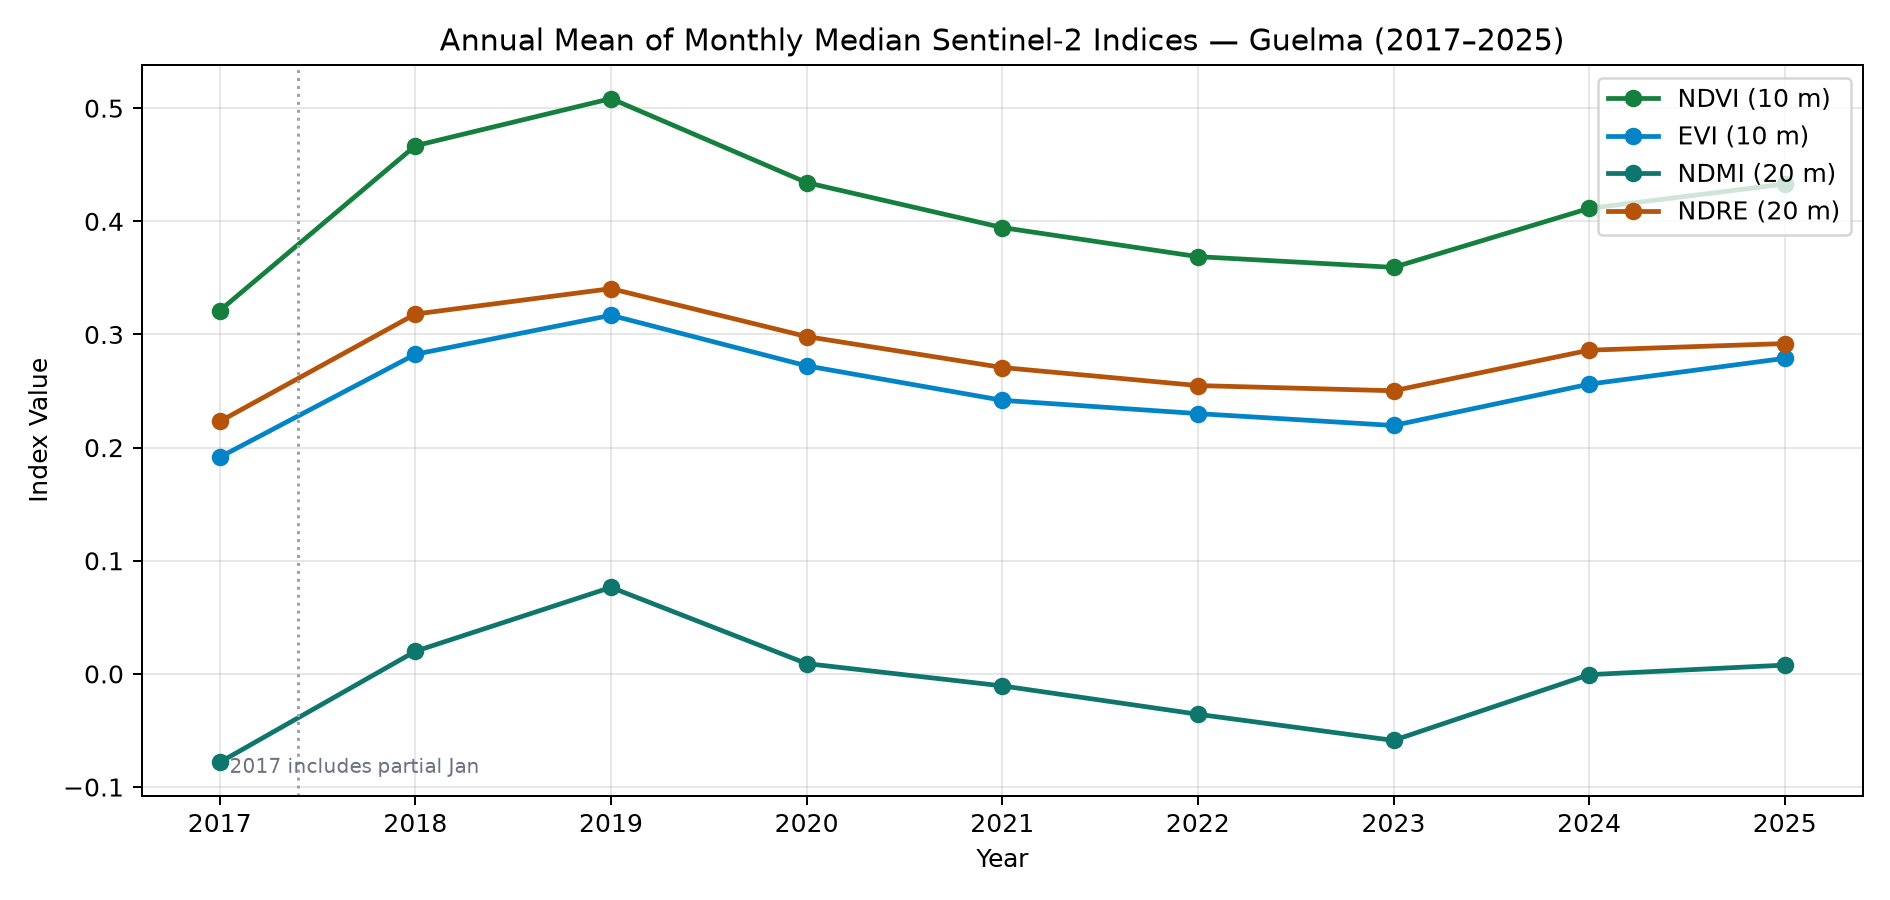 Annual Mean of Monthly Median Sentinel-2 Indices — Guelma (2017–2025)
NDVI (10 m)
EVI (10 m)
NDMI (20 m)
NDRE (20 m)
Index Value
0.5
0.4
0.3
0.2
0.1
0.0
−0.1
2017 includes partial Jan
2017 2018 2019 2020 2021 2022 2023 2024 2025
Year